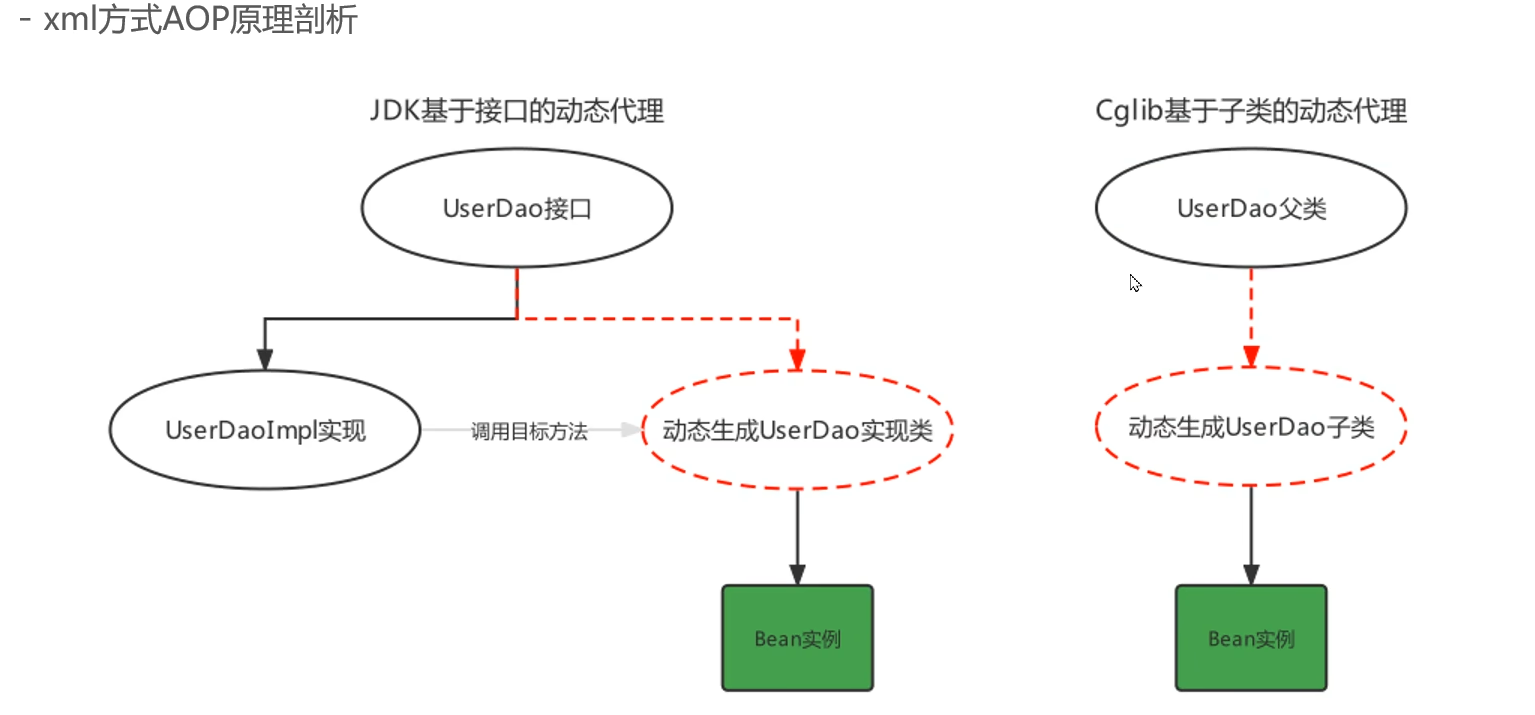 - xml方式AOP原理剖析
JDK基于接口的动态代理
Cglib基于子类的动态代理
UserDao接口
UserDao父类
UserDaoImpl实现
调用目标方法
动态生成UserDao实现类
动态生成UserDao子类
Bean实例
Bean实例